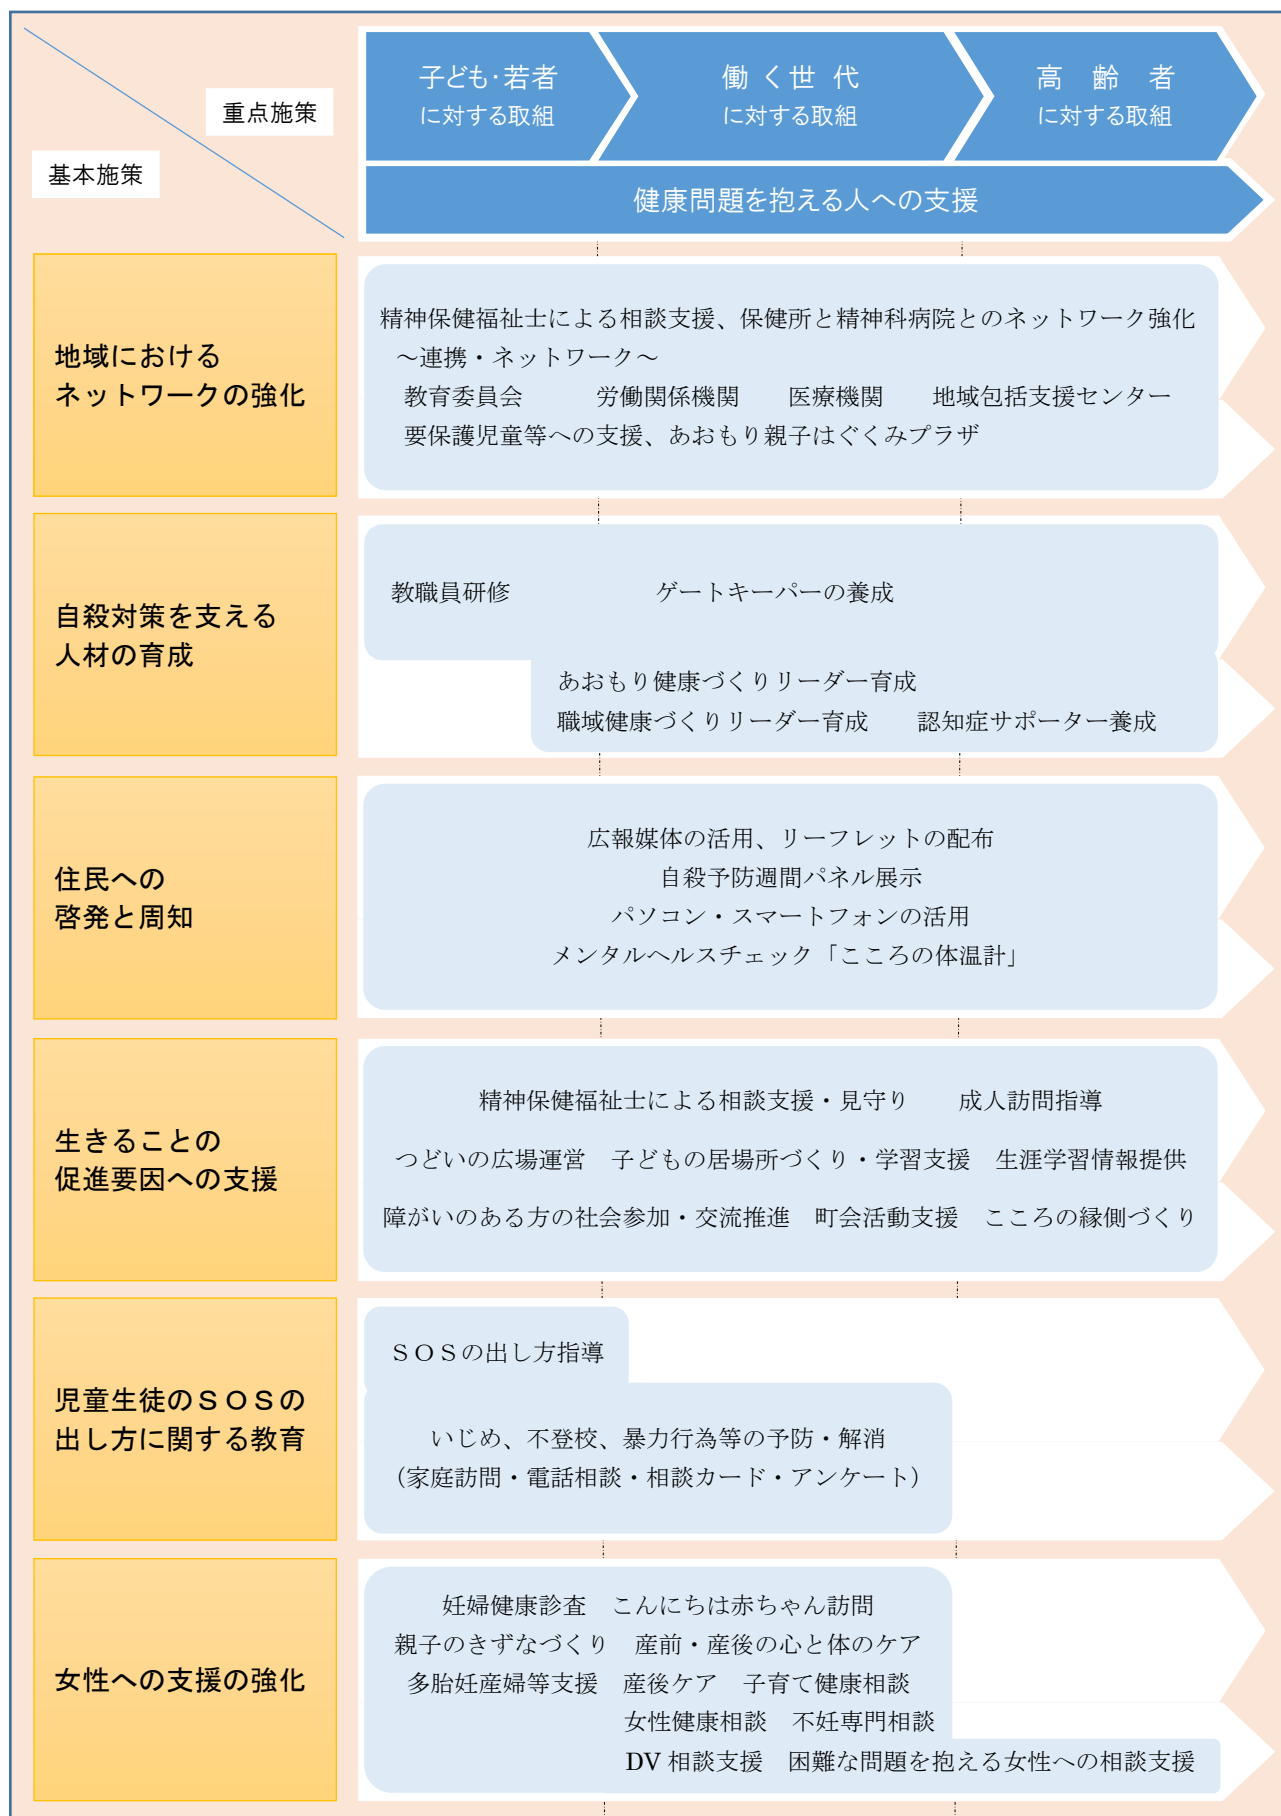 重点施策
基本施策
子ども・若者
に対する取組
働く世代
に対する取組
高齢者
に対する取組
健康問題を抱える人への支援
地域における
ネットワークの強化
精神保健福祉士による相談支援、保健所と精神科病院とのネットワーク強化
～連携・ネットワーク～
教育委員会　労働関係機関　医療機関　地域包括支援センター
要保護児童等への支援、あおもり親子はぐくみプラザ
自殺対策を支える
人材の育成
教職員研修　ゲートキーパーの養成
あおもり健康づくりリーダー育成
職域健康づくりリーダー育成　認知症サポーター養成
住民への
啓発と周知
広報媒体の活用、リーフレットの配布
自殺予防週間パネル展示
パソコン・スマートフォンの活用
メンタルヘルスチェック「こころの体温計」
生きることの
促進要因への支援
精神保健福祉士による相談支援・見守り　成人訪問指導
つどいの広場運営　子どもの居場所づくり・学習支援　生涯学習情報提供
障がいのある方の社会参加・交流推進　町会活動支援　こころの縁側づくり
児童生徒のＳＯＳの
出し方に関する教育
ＳＯＳの出し方指導
いじめ、不登校、暴力行為等の予防・解消
（家庭訪問・電話相談・相談カード・アンケート）
女性への支援の強化
妊婦健康診査　こんにちは赤ちゃん訪問
親子のきずなづくり　産前・産後の心と体のケア
多胎妊産婦等支援　産後ケア　子育て健康相談
女性健康相談　不妊専門相談
DV 相談支援　困難な問題を抱える女性への相談支援